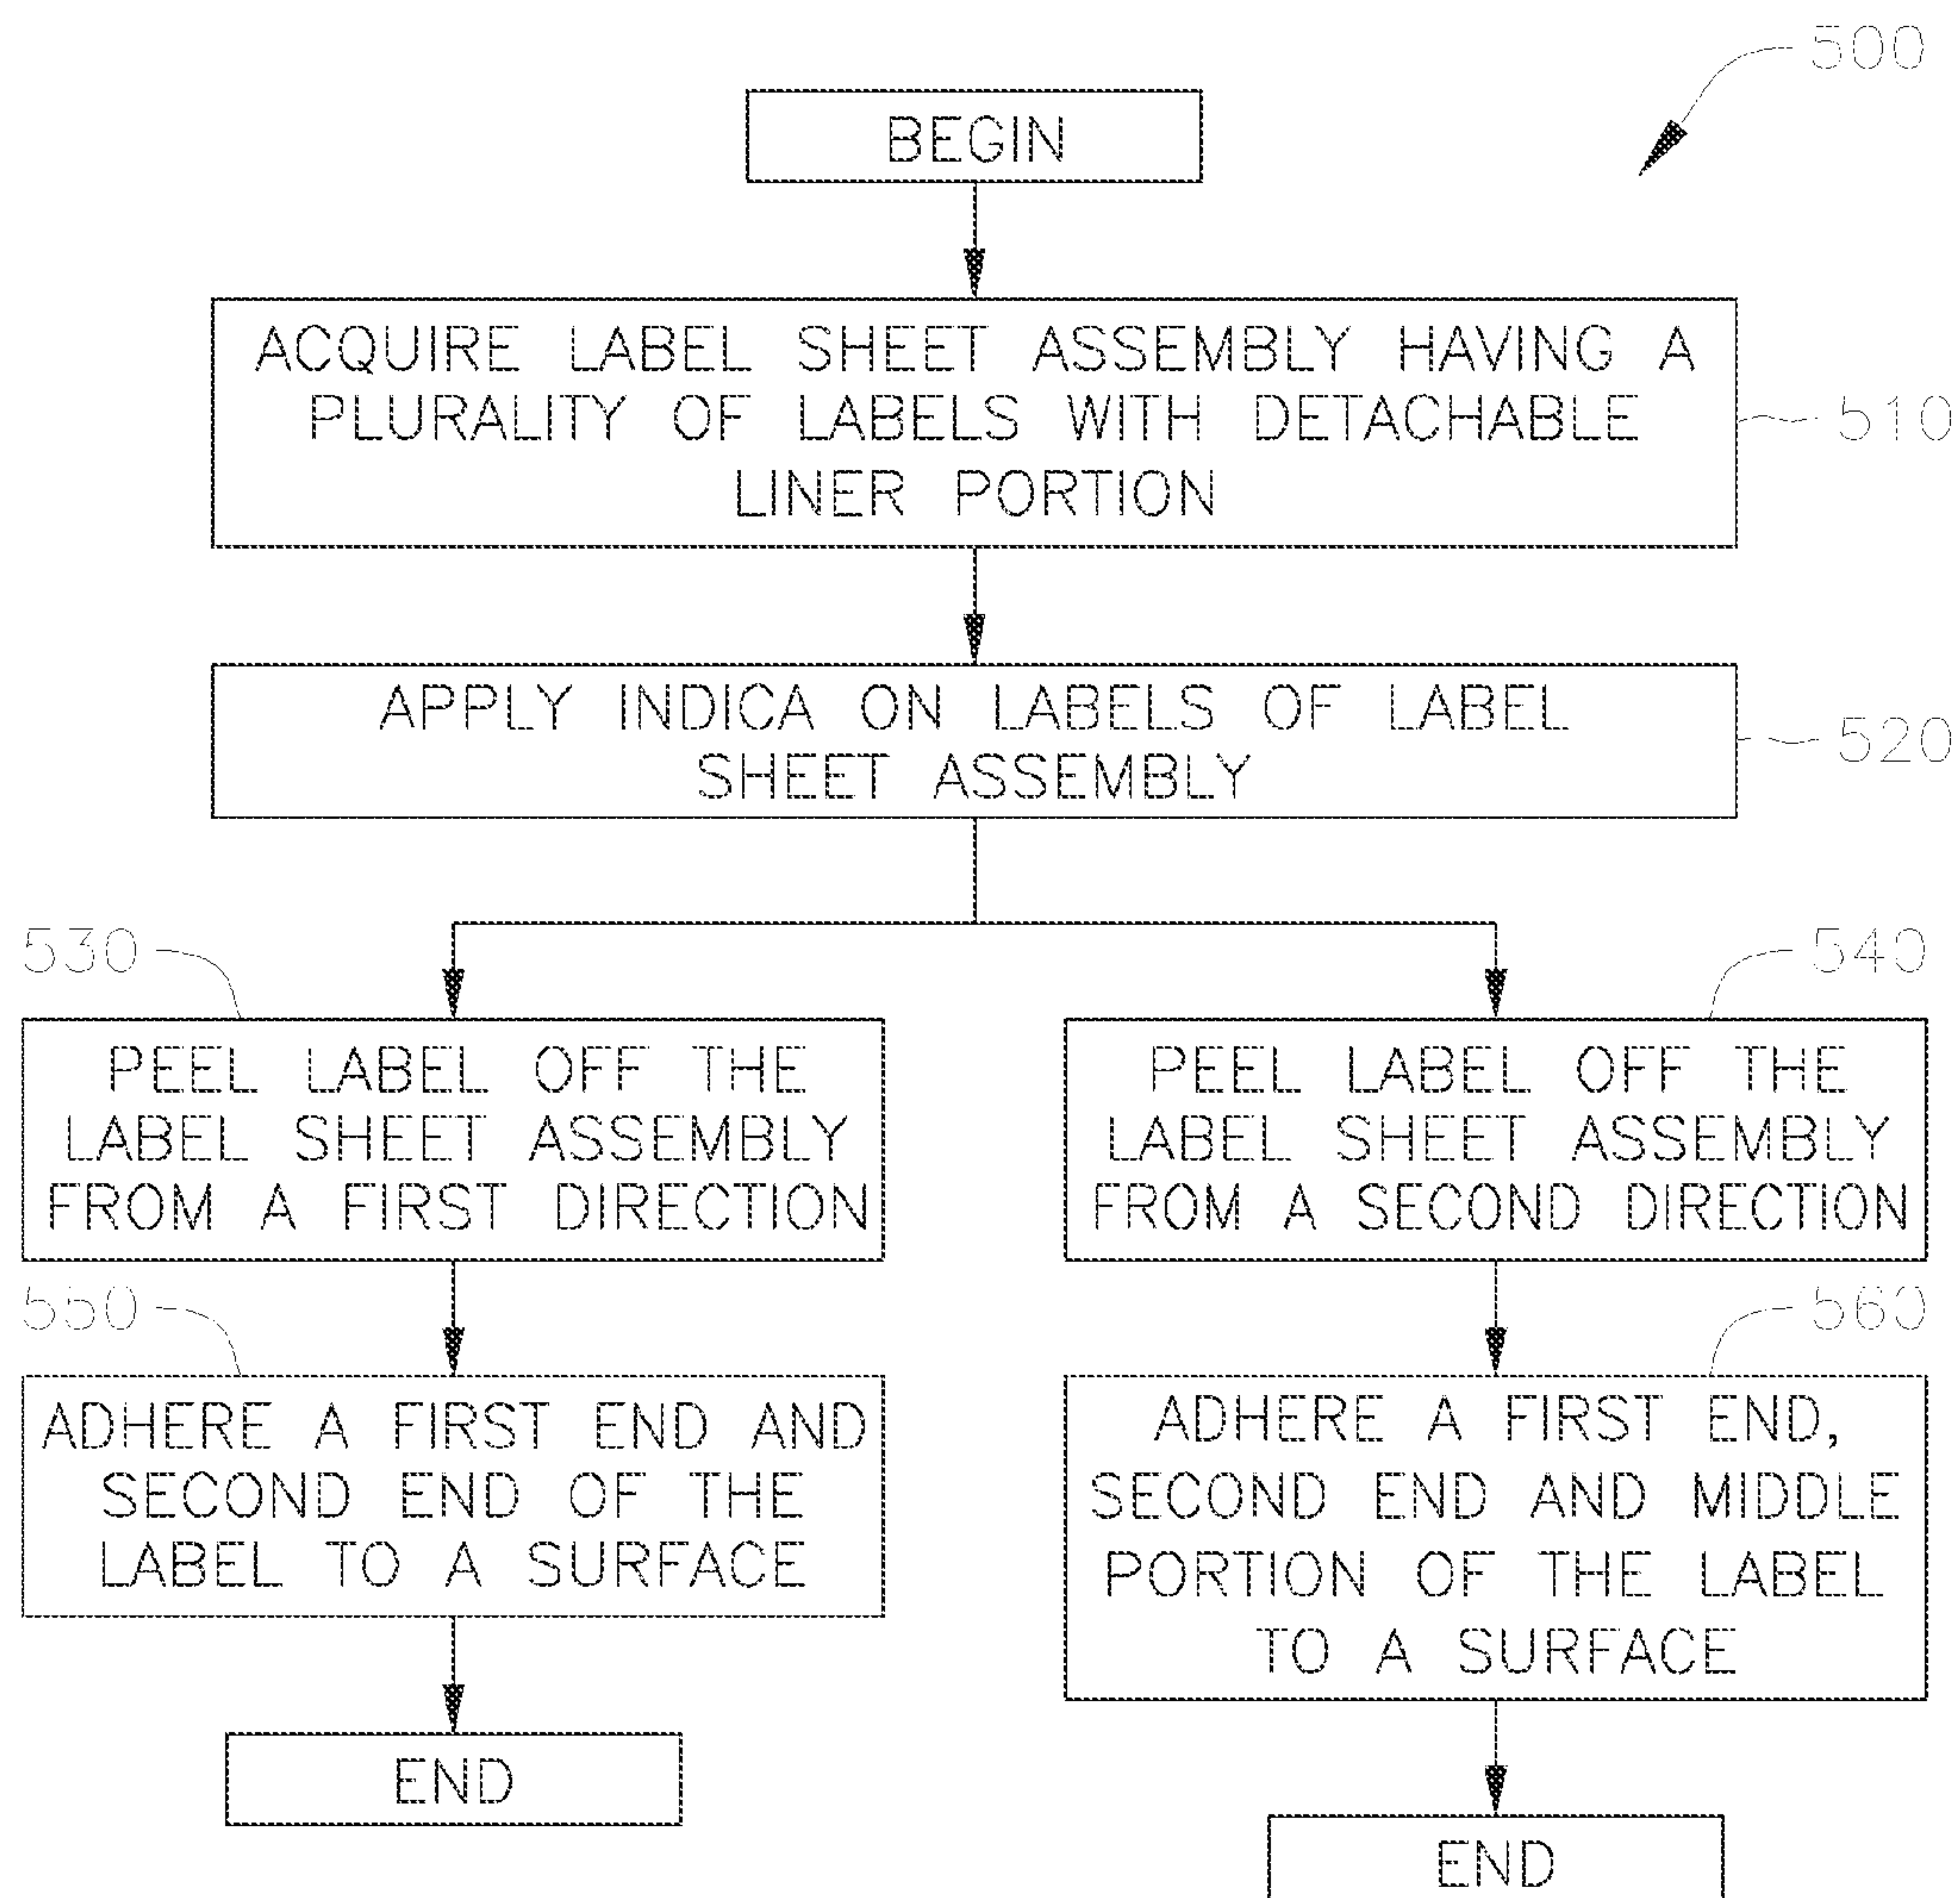 500
BEGIN
ACQUIRE LABEL SHEET ASSEMBLY HAVING A
PLURALITY OF LABELS WITH DETACHABLE
LINER PORTION
510
APPLY INDICA ON LABELS OF LABEL
SHEET ASSEMBLY
520
530
PEEL LABEL OFF THE
LABEL SHEET ASSEMBLY
FROM A FIRST DIRECTION
540
PEEL LABEL OFF THE
LABEL SHEET ASSEMBLY
FROM A SECOND DIRECTION
550
ADHERE A FIRST END AND
SECOND END OF THE
LABEL TO A SURFACE
560
ADHERE A FIRST END,
SECOND END AND MIDDLE
PORTION OF THE LABEL
TO A SURFACE
END
END